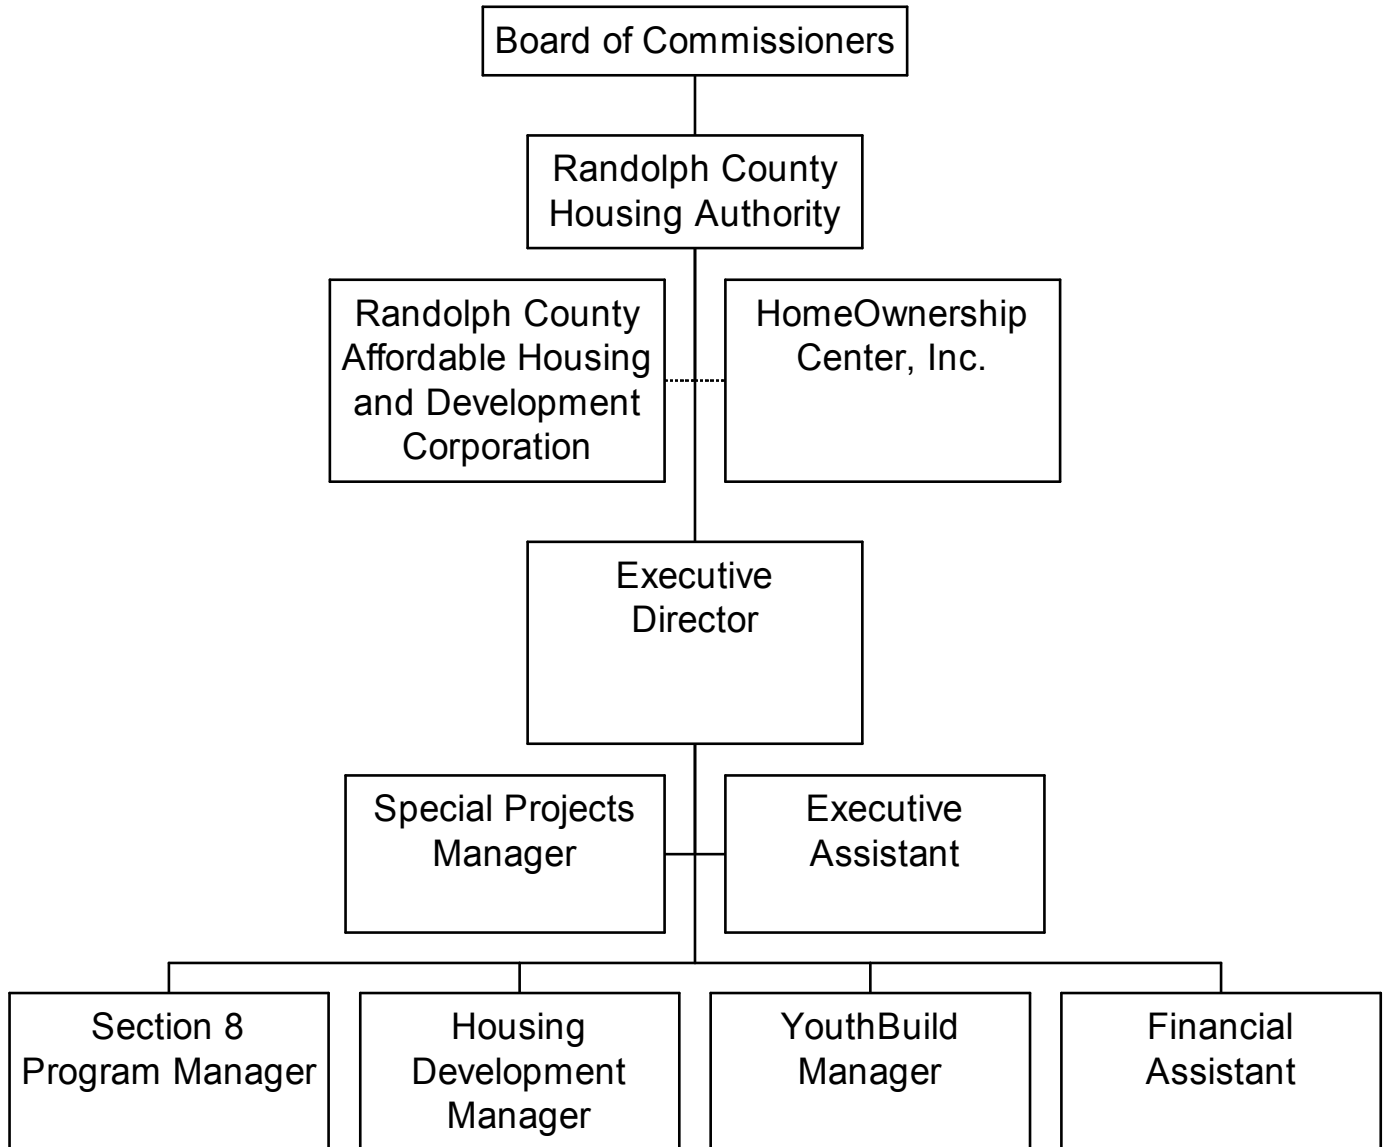 Board of Commissioners
Randolph County
Housing Authority
Randolph County
Affordable Housing
and Development
Corporation
HomeOwnership
Center, Inc.
Executive
Director
Special Projects
Manager
Executive
Assistant
Section 8
Program Manager
Housing
Development
Manager
YouthBuild
Manager
Financial
Assistant